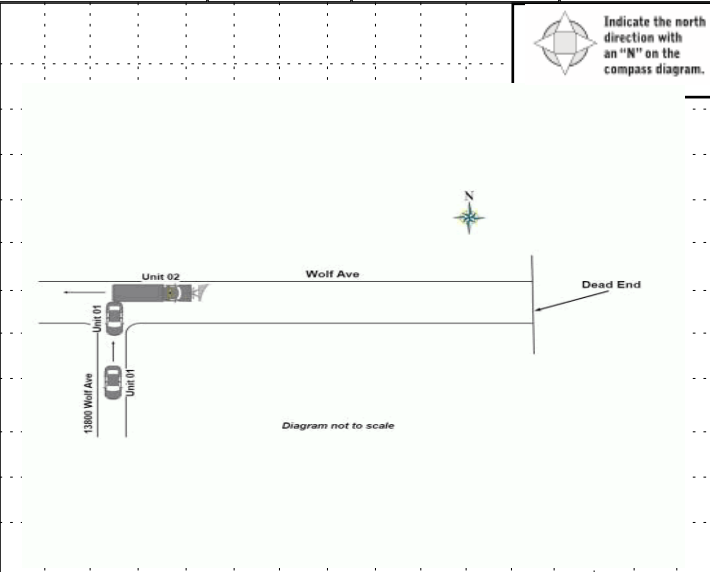 Indicate the north
direction with
an “N” on the
compass diagram.
N
Unit 02
Wolf Ave
Dead End
Unit 01
13800 Wolf Ave
Unit 01
Diagram not to scale